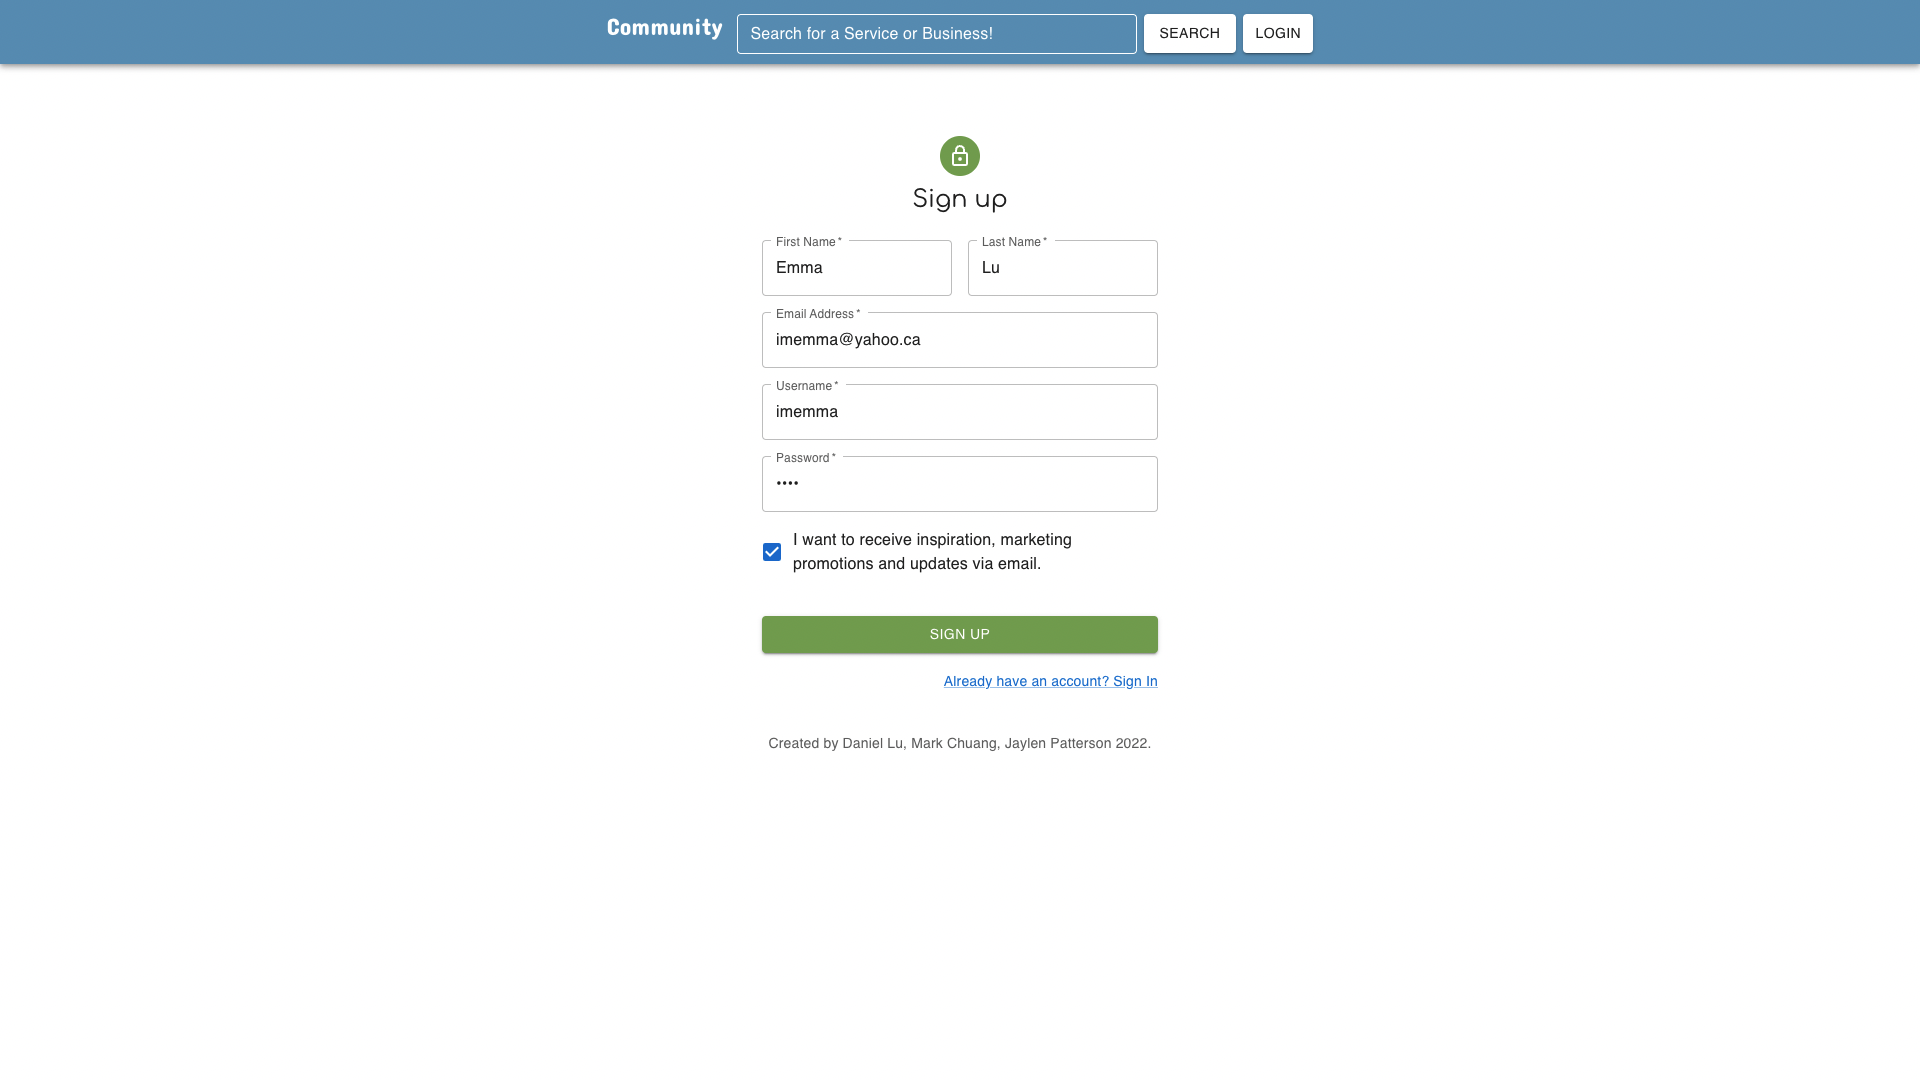 Community
Search for a Service or Business!
SEARCH
LOGIN
Sign up
First Name *
Last Name *
Emma
Lu
Email Address *
imemma@yahoo.ca
Username *
imemma
Password *
••••
I want to receive inspiration, marketing
promotions and updates via email.
SIGN UP
Already have an account? Sign In
Created by Daniel Lu, Mark Chuang, Jaylen Patterson 2022.